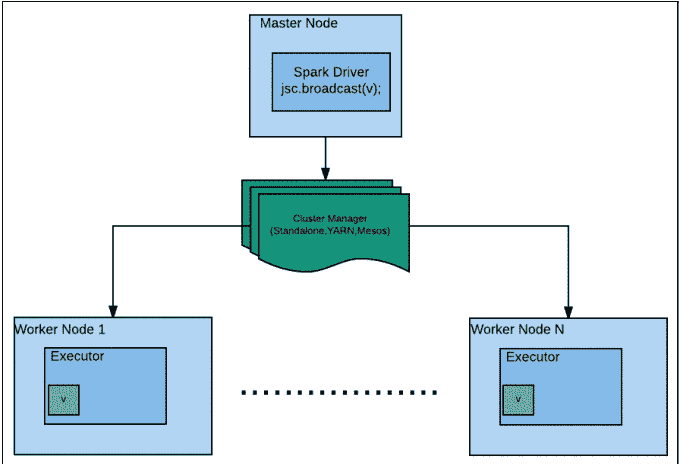 Master Node
Spark Driver
jsc.broadcast(v);
Cluster Manager
(Standalone,YARN,Mesos)
Worker Node 1
Executor
v
Worker Node N
Executor
v